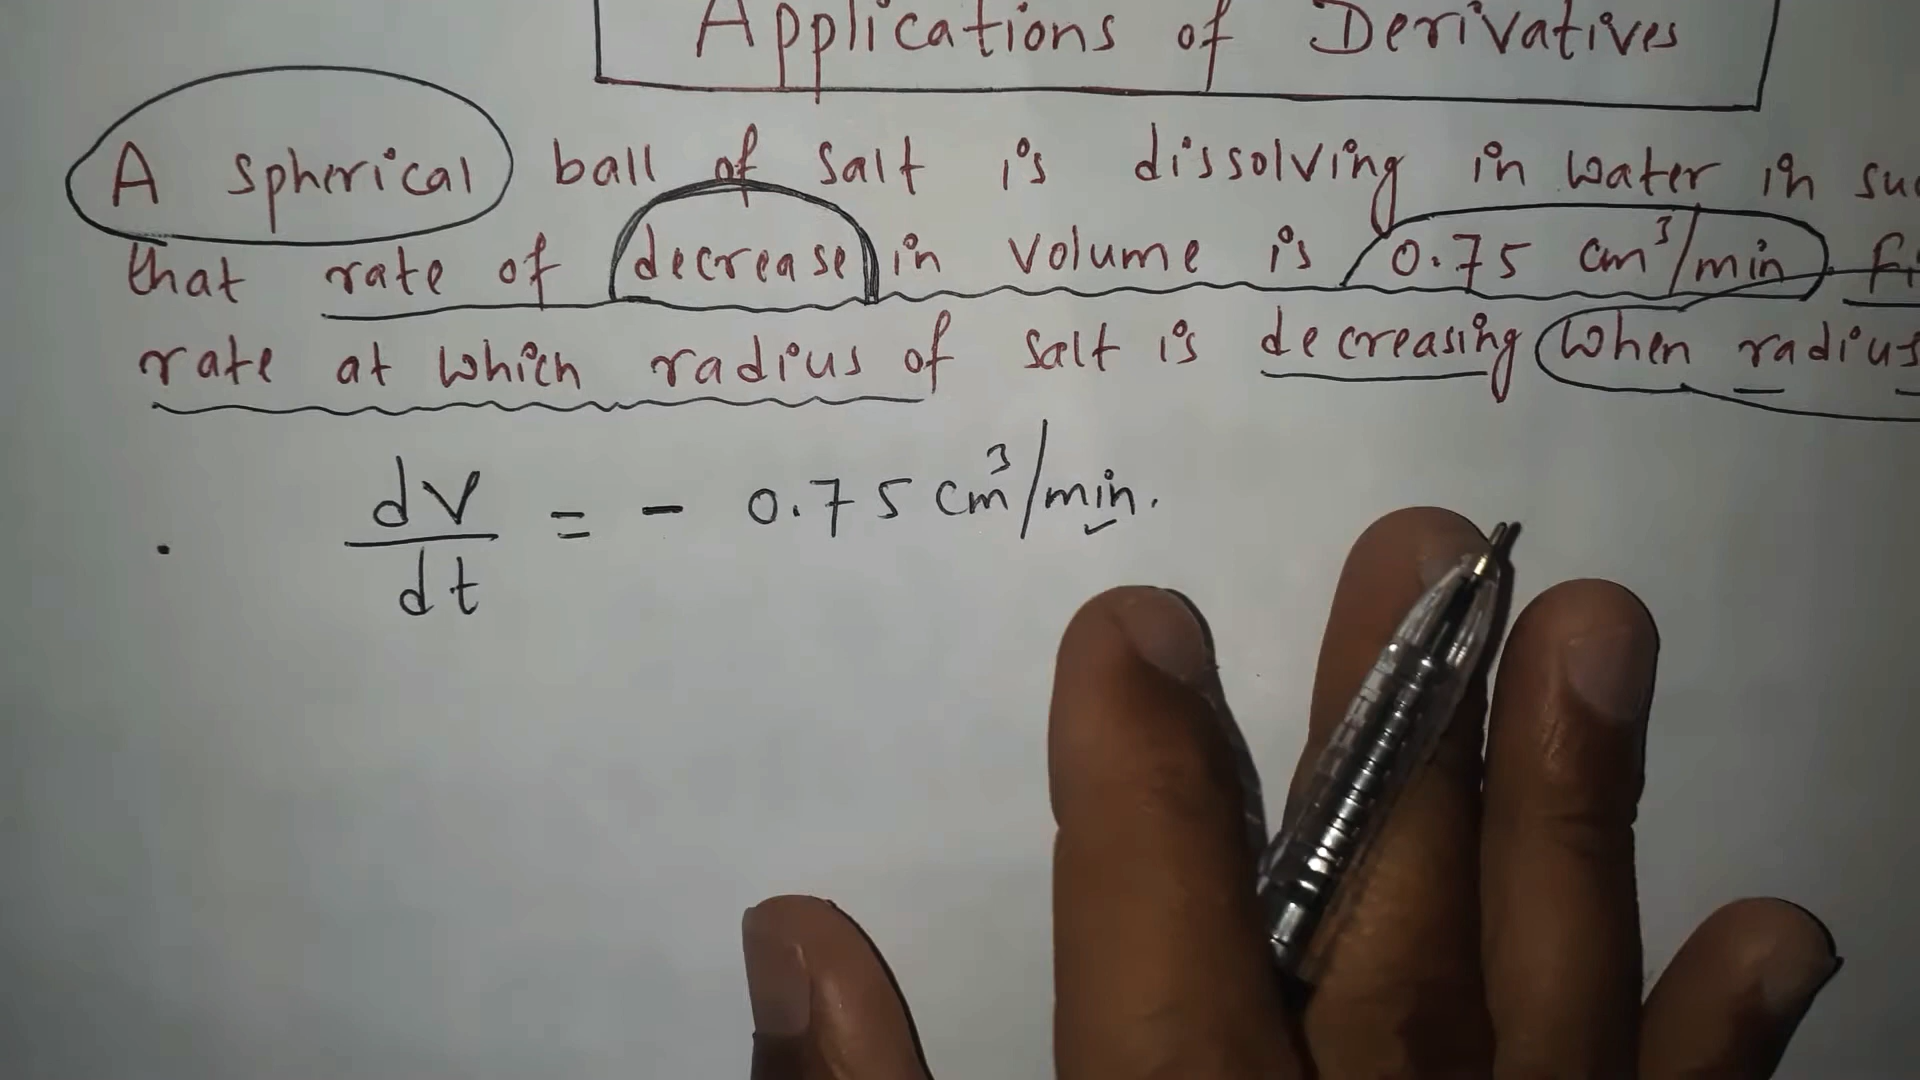 Applications of Derivatives
A spherical ball of salt is dissolving in water in
that rate of decrease in volume is 0.75 cm³/min.
rate at which radius of salt is decreasing when radius
dV/dt = - 0.75 cm³/min.